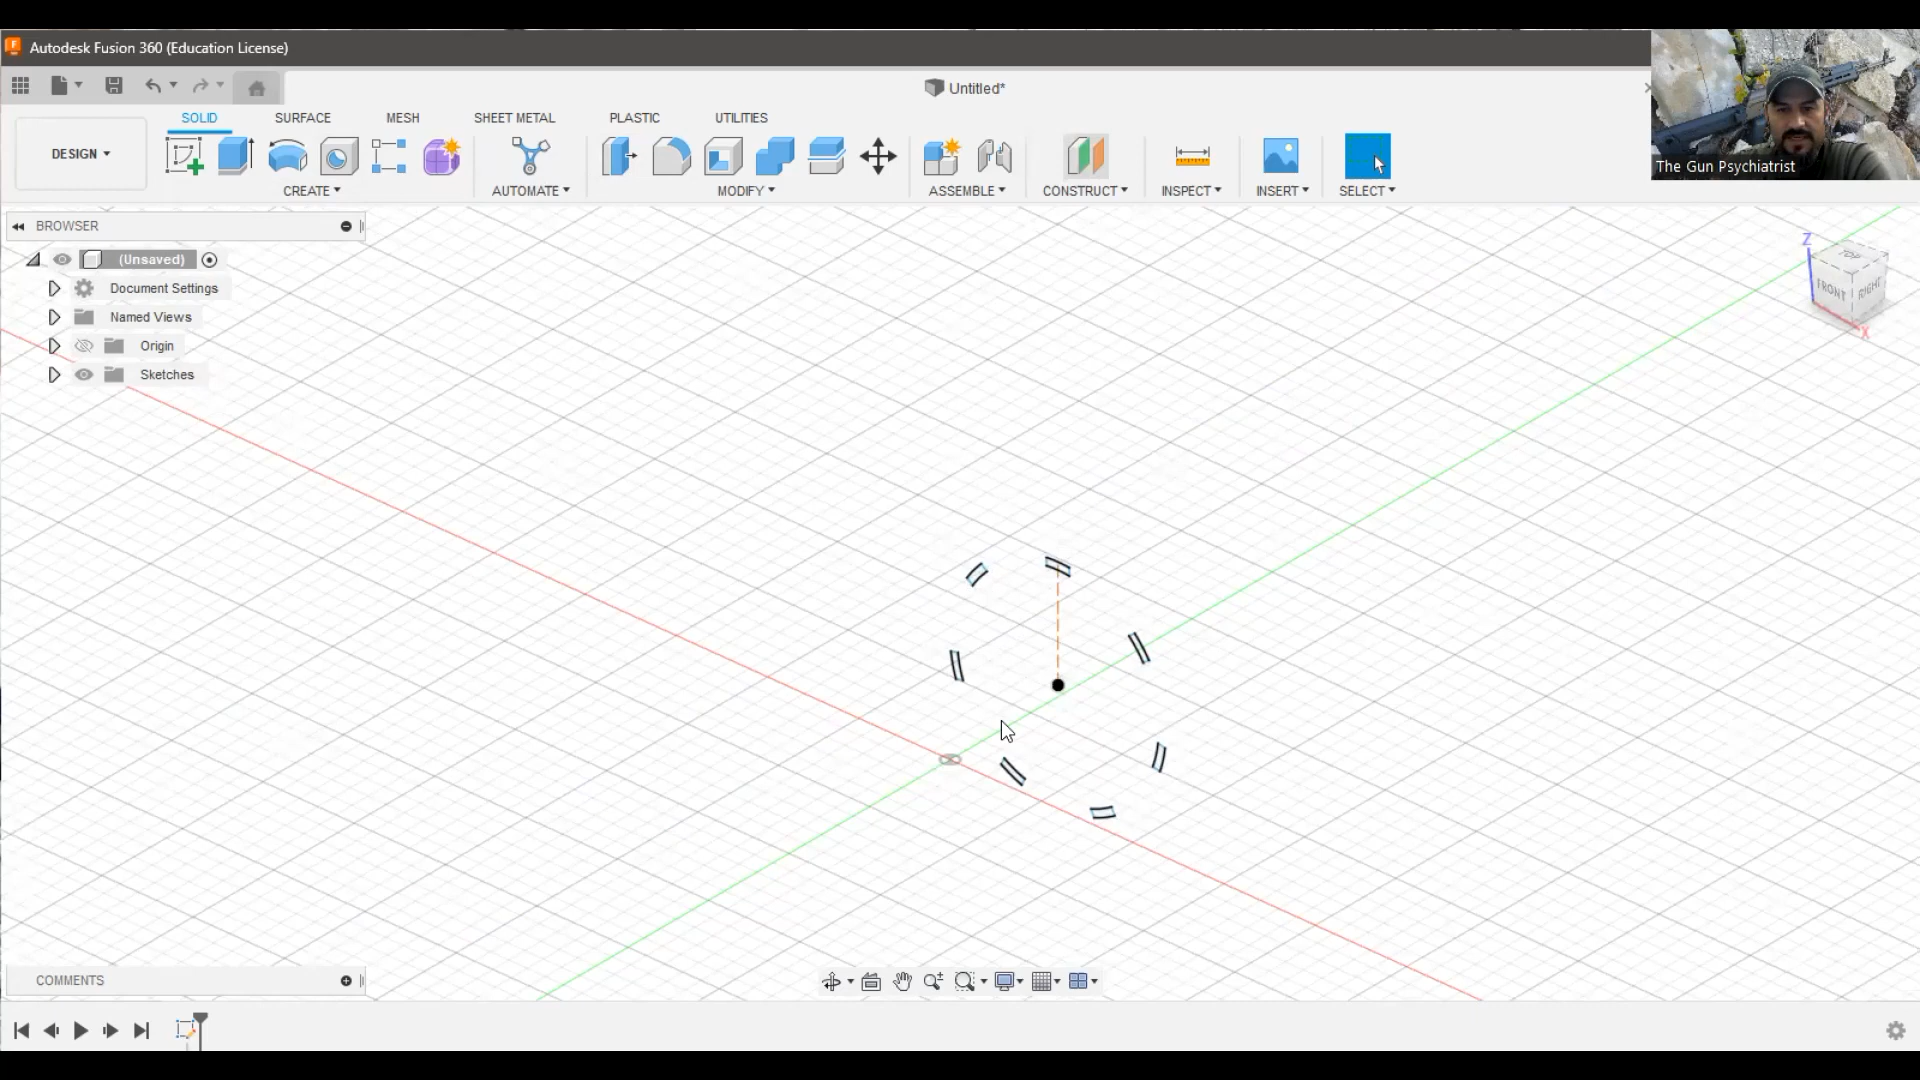 Autodesk Fusion 360 (Education License)
Untitled*
SOLID SURFACE MESH SHEET METAL PLASTIC UTILITIES
DESIGN
CREATE AUTOMATE MODIFY ASSEMBLE CONSTRUCT INSPECT INSERT SELECT
The Gun Psychiatrist
BROWSER
(Unsaved)
Document Settings
Named Views
Origin
Sketches
Z
TOP
FRONT RIGHT
X
COMMENTS